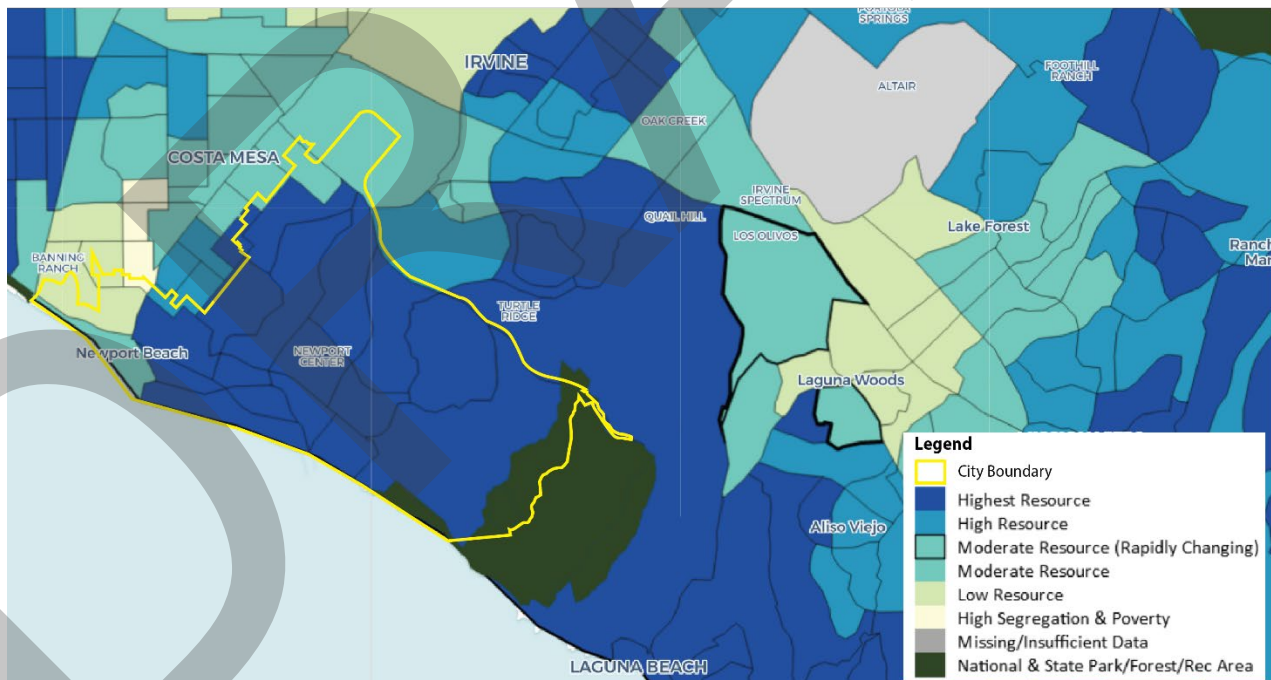 PORTOLA
SPRINGS
IRVINE
FOOTHILL
RANCH
ALTAIR
OAK CREEK
COSTA MESA
IRVINE
SPECTRUM
QUAIL HILL
LOS OLIVOS
Lake Forest
Ranch
Mar
BANNING
RANCH
TURTLE
RIDGE
Newport Beach
NEWPORT
CENTER
Laguna Woods
Aliso Viejo
LAGUNA BEACH
Legend
City Boundary
Highest Resource
High Resource
Moderate Resource (Rapidly Changing)
Moderate Resource
Low Resource
High Segregation & Poverty
Missing/Insufficient Data
National & State Park/Forest/Rec Area